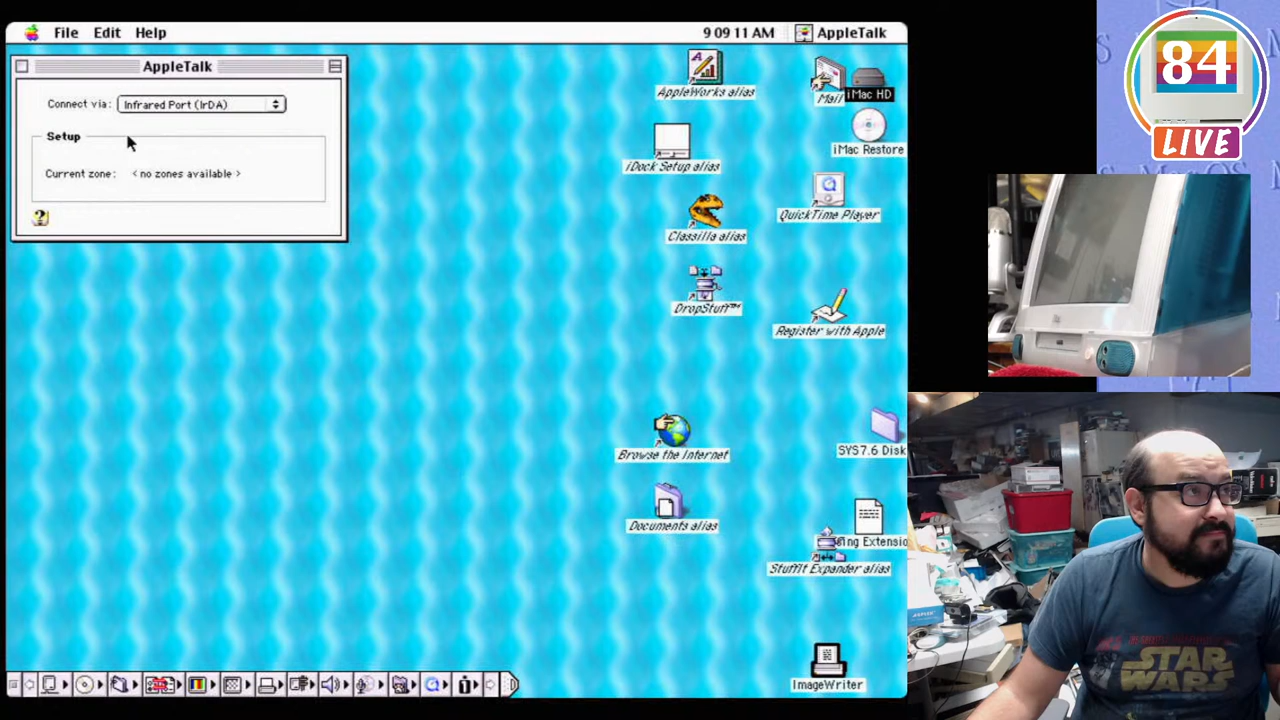 File Edit Help
9 09 11 AM
AppleTalk
AppleTalk
Connect via:
Infrared Port (IrDA)
Setup
Current zone:
< no zones available >
AppleWorks alias
Mail
iMac HD
iDock Setup alias
iMac Restore
QuickTime Player
Classilla alias
DropStuff™
Register with Apple
Browse the Internet
SYS7.6 Disk
Documents alias
ing Extensio
StuffIt Expander alias
ImageWriter
84
LIVE
STAR
WARS